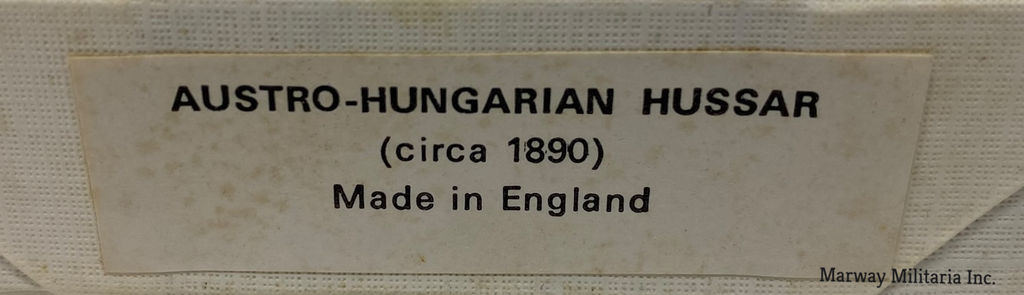 AUSTRO-HUNGARIAN HUSSAR
(circa 1890)
Made in England
Marway Militaria Inc.